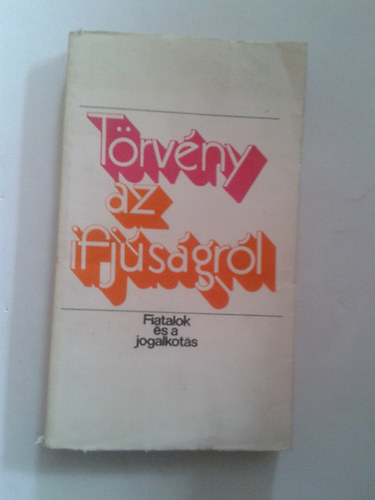 Törvény
az
ifjúságról
Fiatalok
és a
jogalkotás